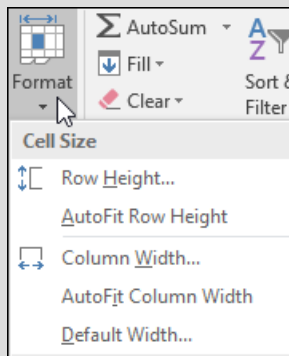 AutoSum
Fill
Clear
Format
A
Z
Sort &
Filter
Cell Size
Row Height...
AutoFit Row Height
Column Width...
AutoFit Column Width
Default Width...